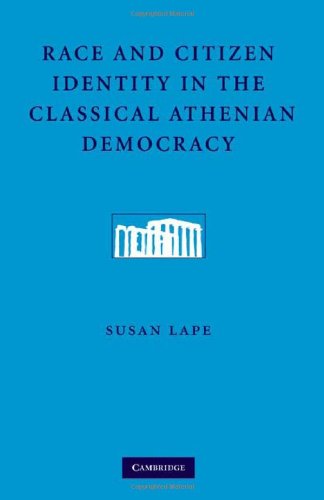 RACE AND CITIZEN
IDENTITY IN THE
CLASSICAL ATHENIAN
DEMOCRACY
SUSAN LAPE
CAMBRIDGE